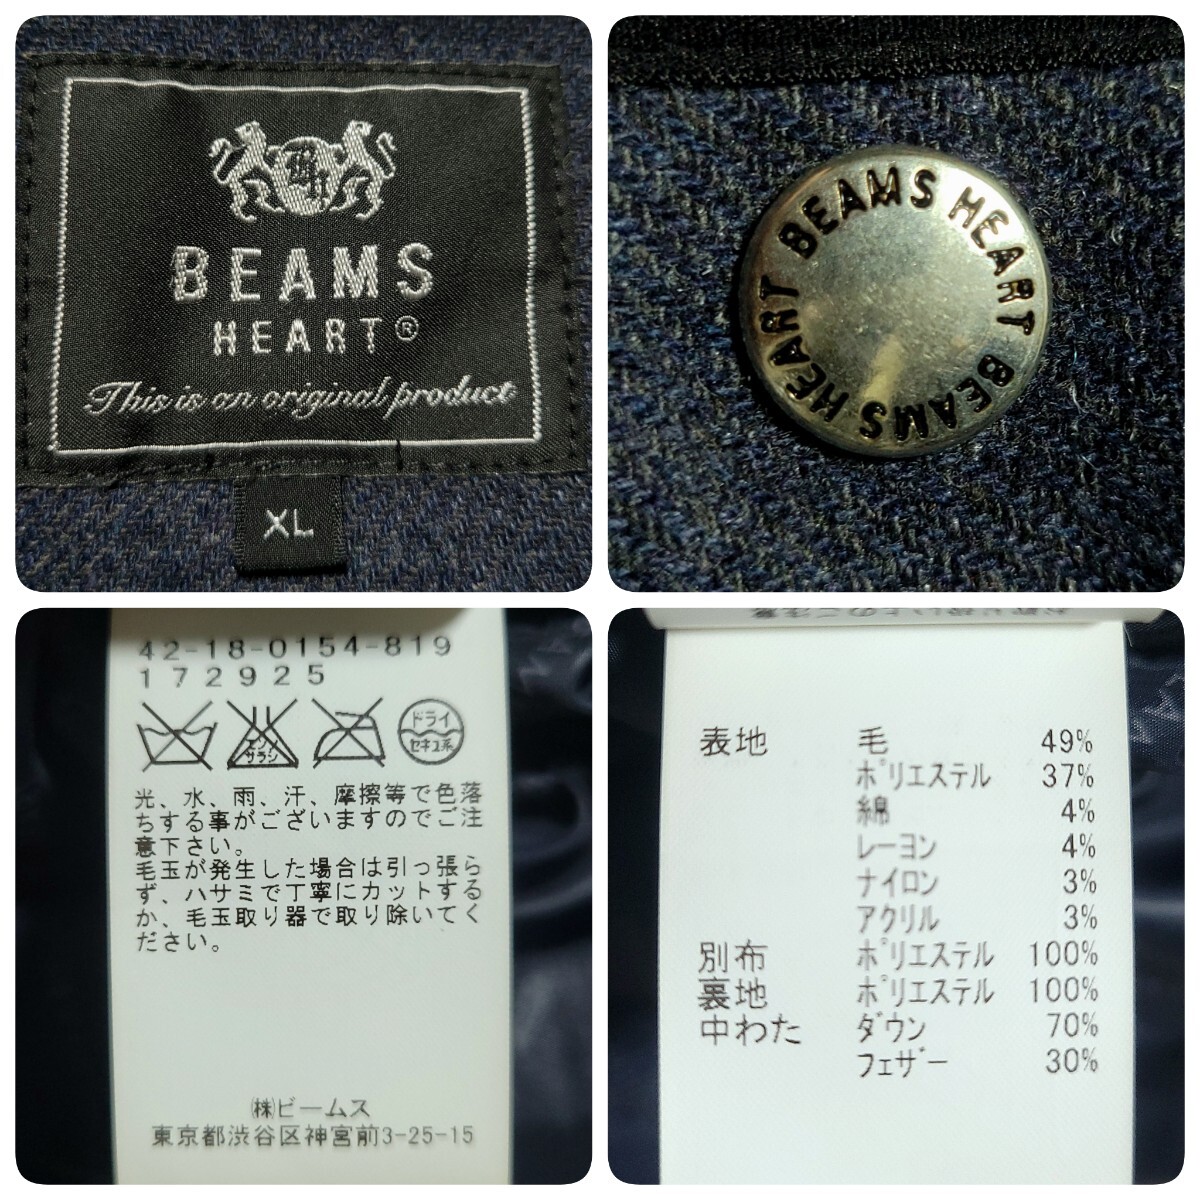 BEAMS
HEART®
This is an original product
XL
BEAMS HEART BEAMS HEART
42-18-0154-819
172925
エンソ
サラシ
ドライ
セキユ系
光、水、雨、汗、摩擦等で色落
ちする事がございますのでご注
意下さい。
毛玉が発生した場合は引っ張ら
ず、ハサミで丁寧にカットする
か、毛玉取り器で取り除いてく
ださい。
㈱ビームス
東京都渋谷区神宮前3-25-15
表地 毛 49%
ポリエステル 37%
綿 4%
レーヨン 4%
ナイロン 3%
アクリル 3%
別布 ポリエステル 100%
裏地 ポリエステル 100%
中わた ダウン 70%
フェザー 30%